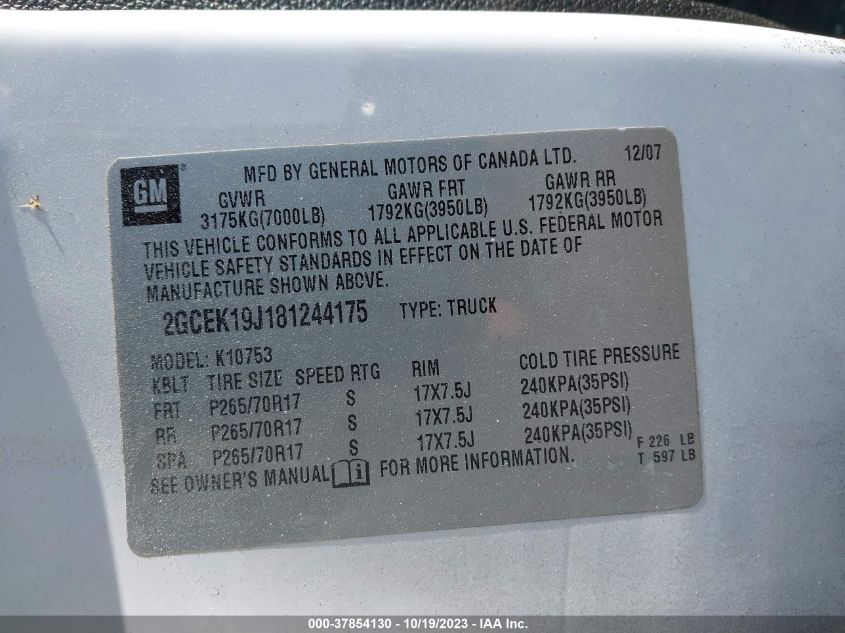 GM
MFD BY GENERAL MOTORS OF CANADA LTD. 12/07
GVWR GAWR FRT GAWR RR
3175KG(7000LB) 1792KG(3950LB) 1792KG(3950LB)
THIS VEHICLE CONFORMS TO ALL APPLICABLE U.S. FEDERAL MOTOR
VEHICLE SAFETY STANDARDS IN EFFECT ON THE DATE OF
MANUFACTURE SHOWN ABOVE.
2GCEK19J181244175 TYPE: TRUCK
MODEL: K10753
KBLT TIRE SIZE SPEED RTG RIM COLD TIRE PRESSURE
FRT P265/70R17 S 17X7.5J 240KPA(35PSI)
RR P265/70R17 S 17X7.5J 240KPA(35PSI)
SPA P265/70R17 S 17X7.5J 240KPA(35PSI) F 226 LB
SEE OWNER'S MANUAL FOR MORE INFORMATION. T 597 LB
000-37854130 - 10/19/2023 - IAA Inc.